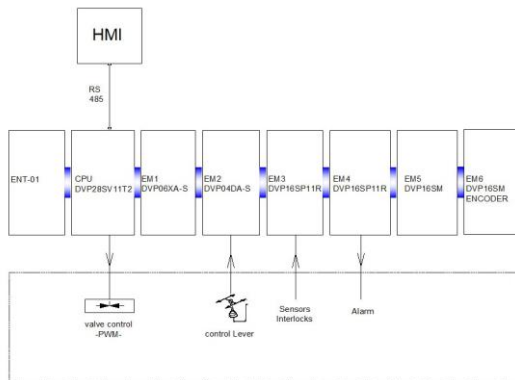 HMI
RS
485
ENT-01
CPU
DVP28SV11T2
EM1
DVP06XA-S
EM2
DVP04DA-S
EM3
DVP16SP11R
EM4
DVP16SP11R
EM5
DVP16SM
EM6
DVP16SM
ENCODER
valve control
-PWM-
control Lever
Sensors
Interlocks
Alarm